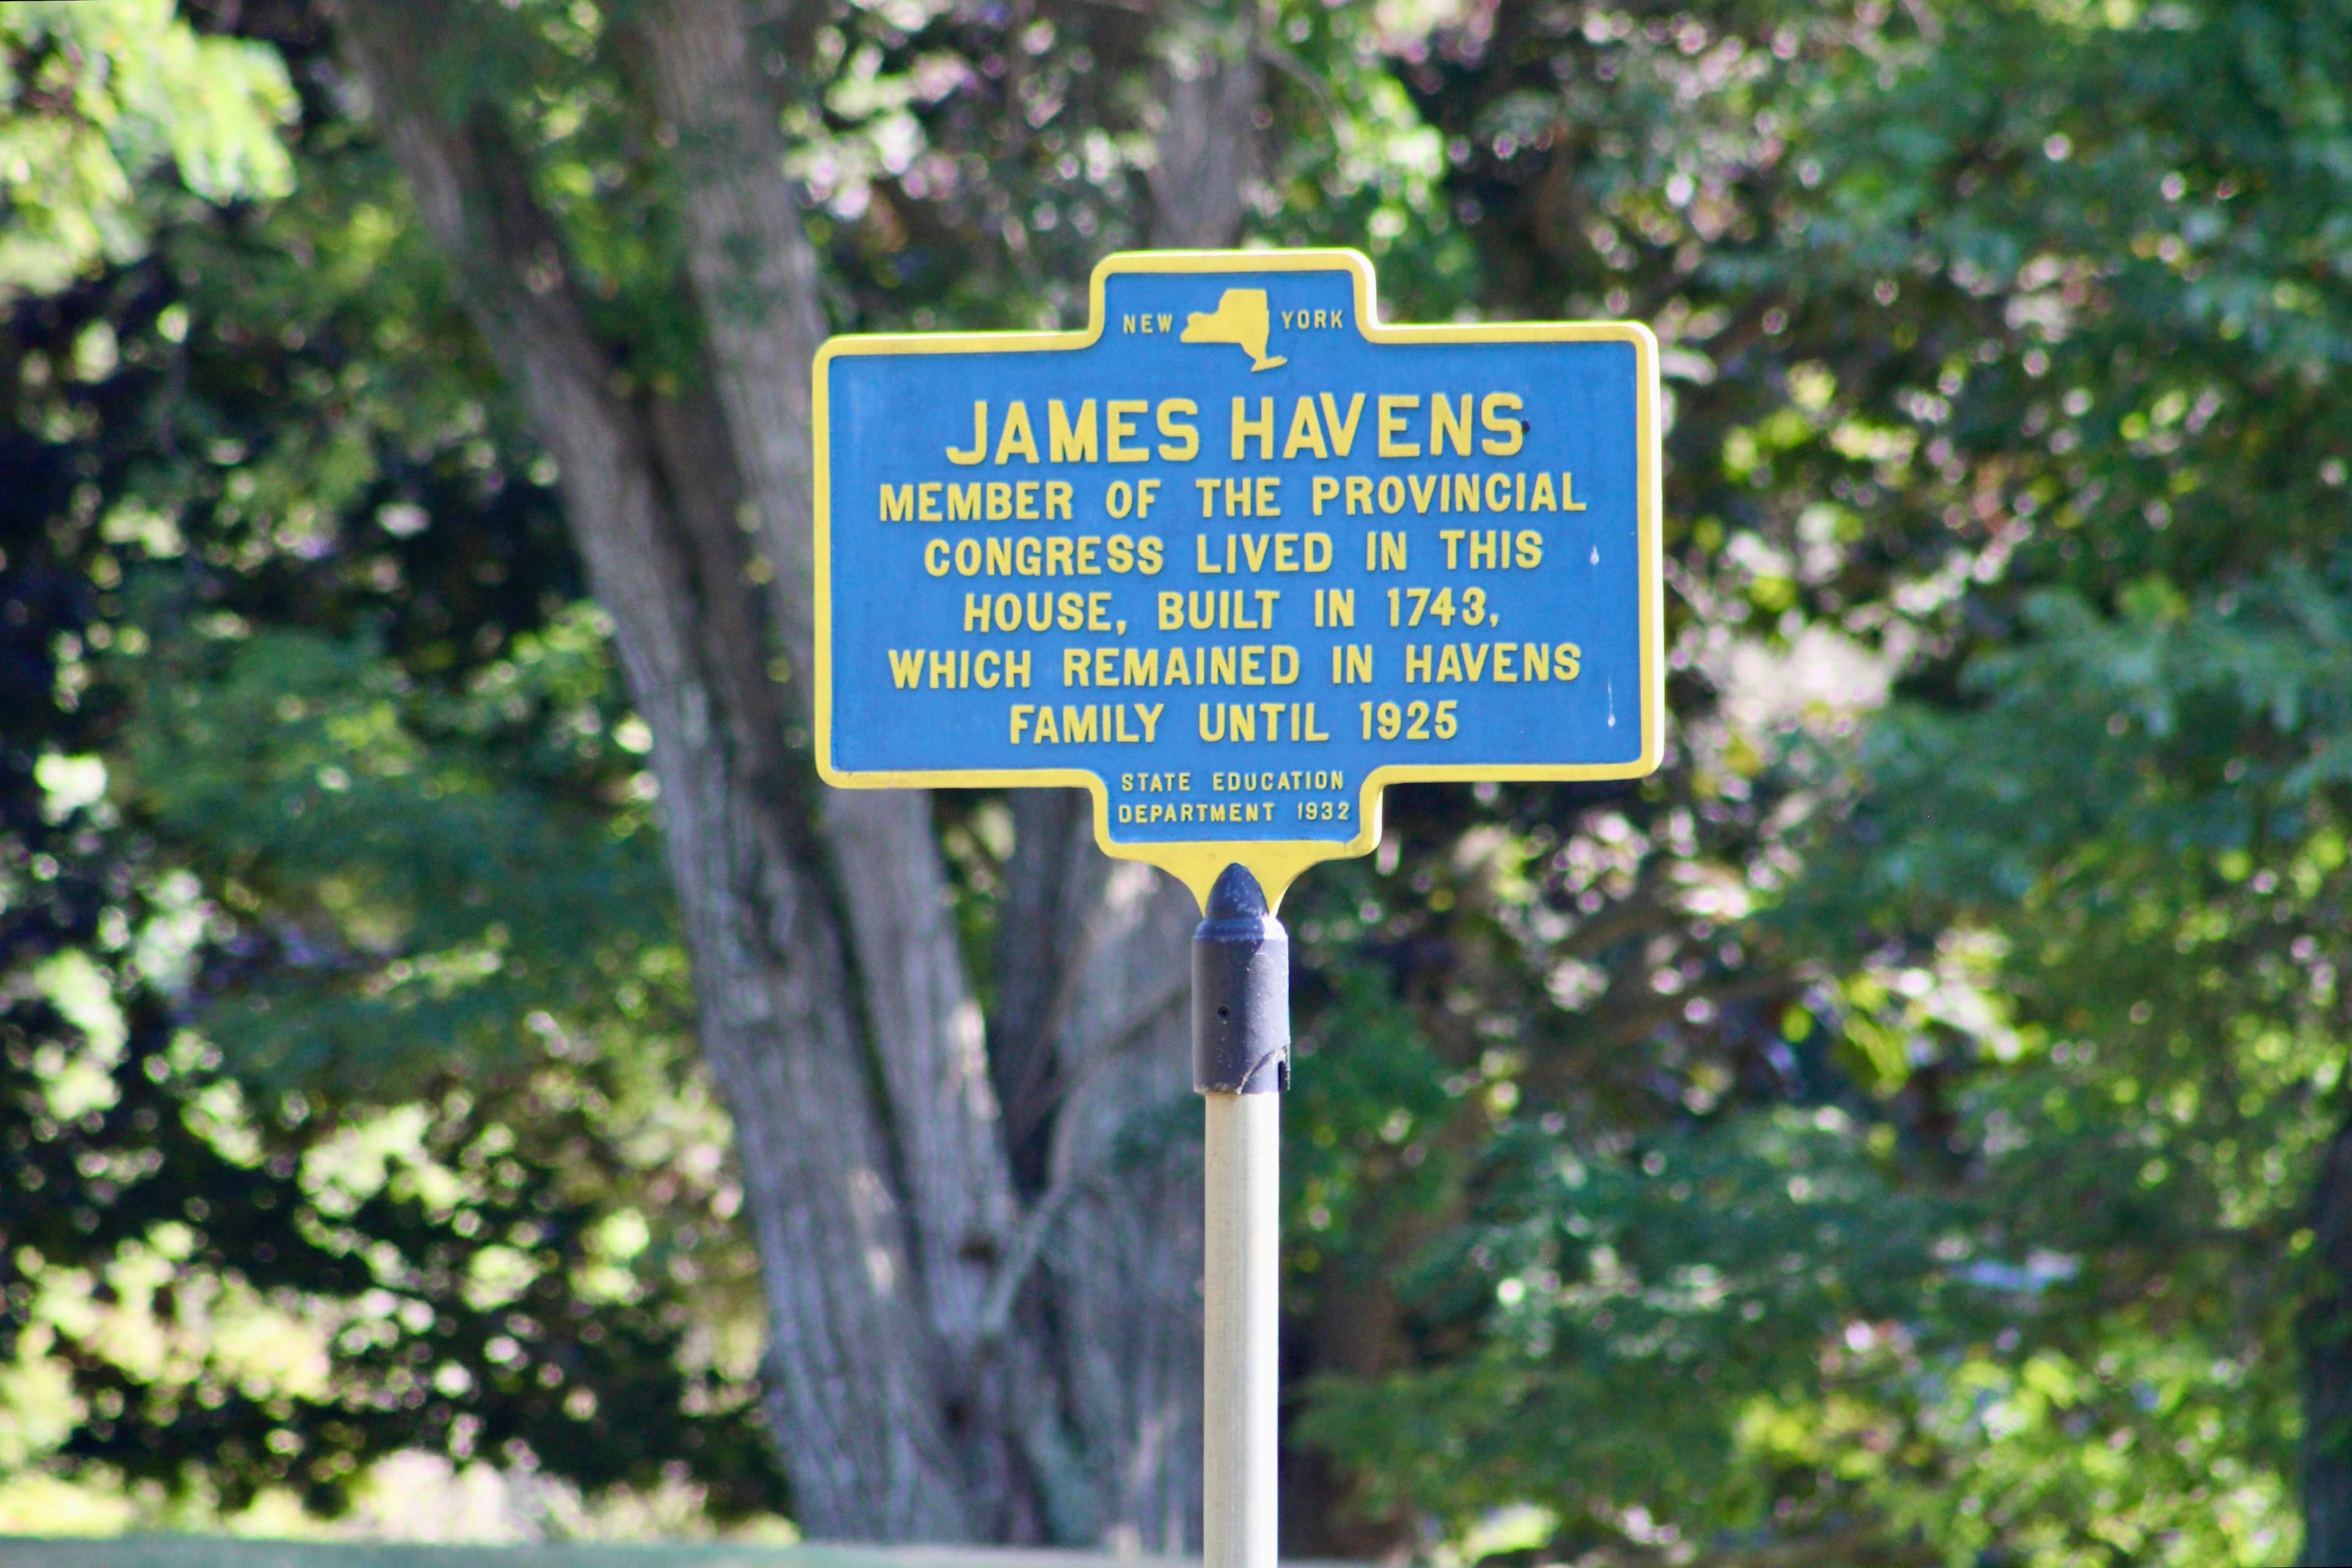 NEW YORK
JAMES HAVENS
MEMBER OF THE PROVINCIAL
CONGRESS LIVED IN THIS
HOUSE, BUILT IN 1743,
WHICH REMAINED IN HAVENS
FAMILY UNTIL 1925
STATE EDUCATION
DEPARTMENT 1932